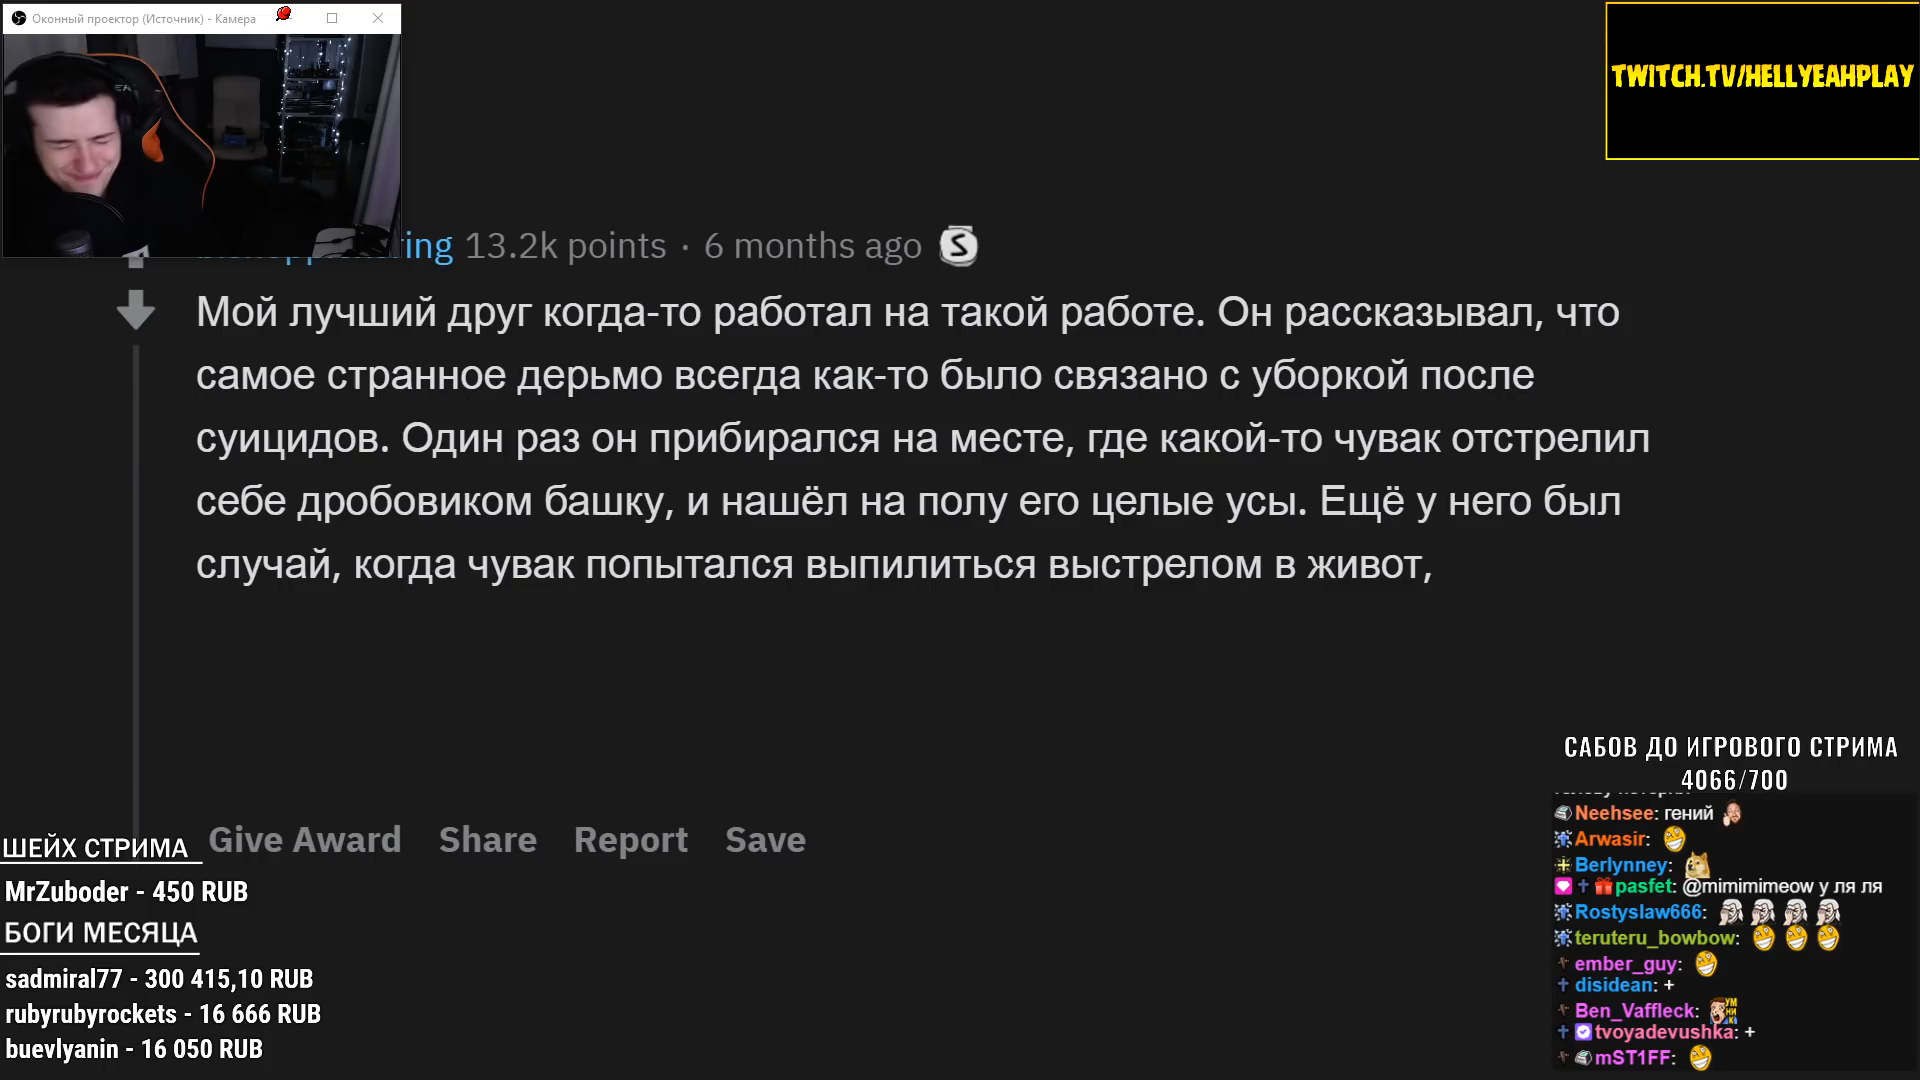 Оконный проектор (Источник) - Камера
TWITCH.TV/HELLYEAHPLAY
13.2k points · 6 months ago
Мой лучший друг когда-то работал на такой работе. Он рассказывал, что
самое странное дерьмо всегда как-то было связано с уборкой после
суицидов. Один раз он прибирался на месте, где какой-то чувак отстрелил
себе дробовиком башку, и нашёл на полу его целые усы. Ещё у него был
случай, когда чувак попытался выпилиться выстрелом в живот,
Give Award Share Report Save
ШЕЙХ СТРИМА
MrZuboder - 450 RUB
БОГИ МЕСЯЦА
sadmiral77 - 300 415,10 RUB
rubyrubyrockets - 16 666 RUB
buevlyanin - 16 050 RUB
САБОВ ДО ИГРОВОГО СТРИМА
4066/700
Neehsee: гений
Arwasir:
Berlynney:
pasfet: @mimimimeow у ля ля
Rostyslaw666:
teruteru_bowbow:
ember_guy:
disidean: +
Ben_Vaffleck:
tvoyadevushka: +
mST1FF: